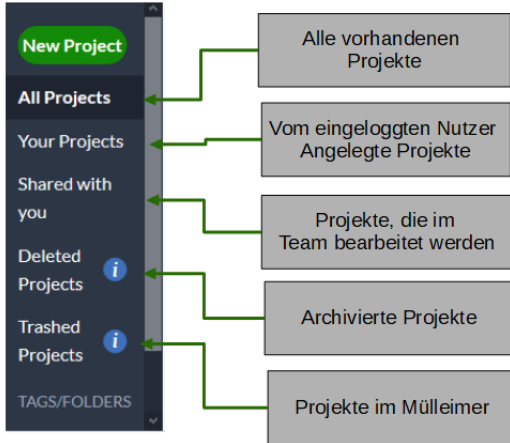 New Project
All Projects
Your Projects
Shared with
you
Deleted
Projects
i
Trashed
Projects
i
TAGS/FOLDERS
Alle vorhandenen
Projekte
Vom eingeloggten Nutzer
Angelegte Projekte
Projekte, die im
Team bearbeitet werden
Archivierte Projekte
Projekte im Mülleimer